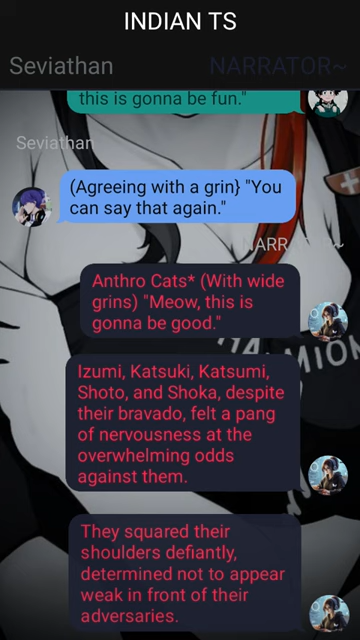 INDIAN TS
Seviathan
NARRATOR~
this is gonna be fun."
Seviathan
(Agreeing with a grin} "You
can say that again."
NARR
Anthro Cats* (With wide
grins) "Meow, this is
gonna be good."
Izumi, Katsuki, Katsumi,
Shoto, and Shoka, despite
their bravado, felt a pang
of nervousness at the
overwhelming odds
against them.
They squared their
shoulders defiantly,
determined not to appear
weak in front of their
adversaries.